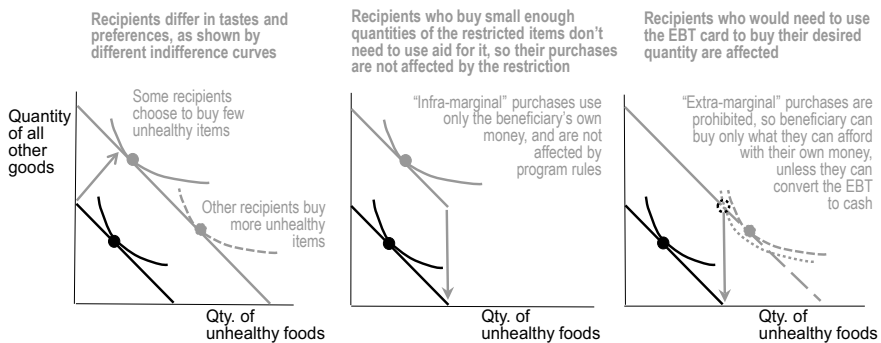 Recipients differ in tastes and
preferences, as shown by
different indifference curves
Quantity
of all
other
goods
Some recipients
choose to buy few
unhealthy items
Other recipients buy
more unhealthy
items
Qty. of
unhealthy foods
Recipients who buy small enough
quantities of the restricted items don't
need to use aid for it, so their purchases
are not affected by the restriction
“Infra-marginal” purchases use
only the beneficiary’s own
money, and are not
affected by
program rules
Qty. of
unhealthy foods
Recipients who would need to use
the EBT card to buy their desired
quantity are affected
“Extra-marginal” purchases are
prohibited, so beneficiary can
buy only what they can afford
with their own money,
unless they can
convert the EBT
to cash
Qty. of
unhealthy foods